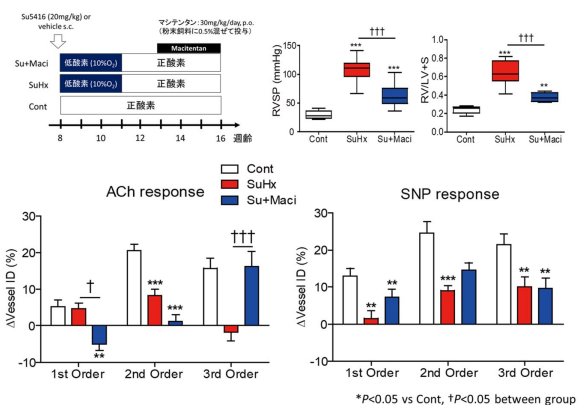 Su5416 (20mg/kg) or
vehicle s.c.
マシテンタン:30mg/kg/day, p.o.
(粉末飼料に0.5%混ぜて投与)
Macitentan
Su+Maci
低酸素(10%O₂)
正酸素
SuHx
低酸素(10%O₂)
正酸素
Cont
正酸素
8 10 12 14 16 週齢
RVSP (mmHg)
150
100
50
0
***
†††
***
Cont SuHx Su+Maci
RV/LV+S
1.0
0.8
0.6
0.4
0.2
0.0
***
†††
**
Cont SuHx Su+Maci
Cont
SuHx
Su+Maci
ACh response
ΔVessel ID (%)
30
20
10
0
-10
†
**
***
***
†††
1st Order 2nd Order 3rd Order
SNP response
ΔVessel ID (%)
30
20
10
0
-10
**
**
***
**
**
1st Order 2nd Order 3rd Order
*P<0.05 vs Cont, †P<0.05 between group